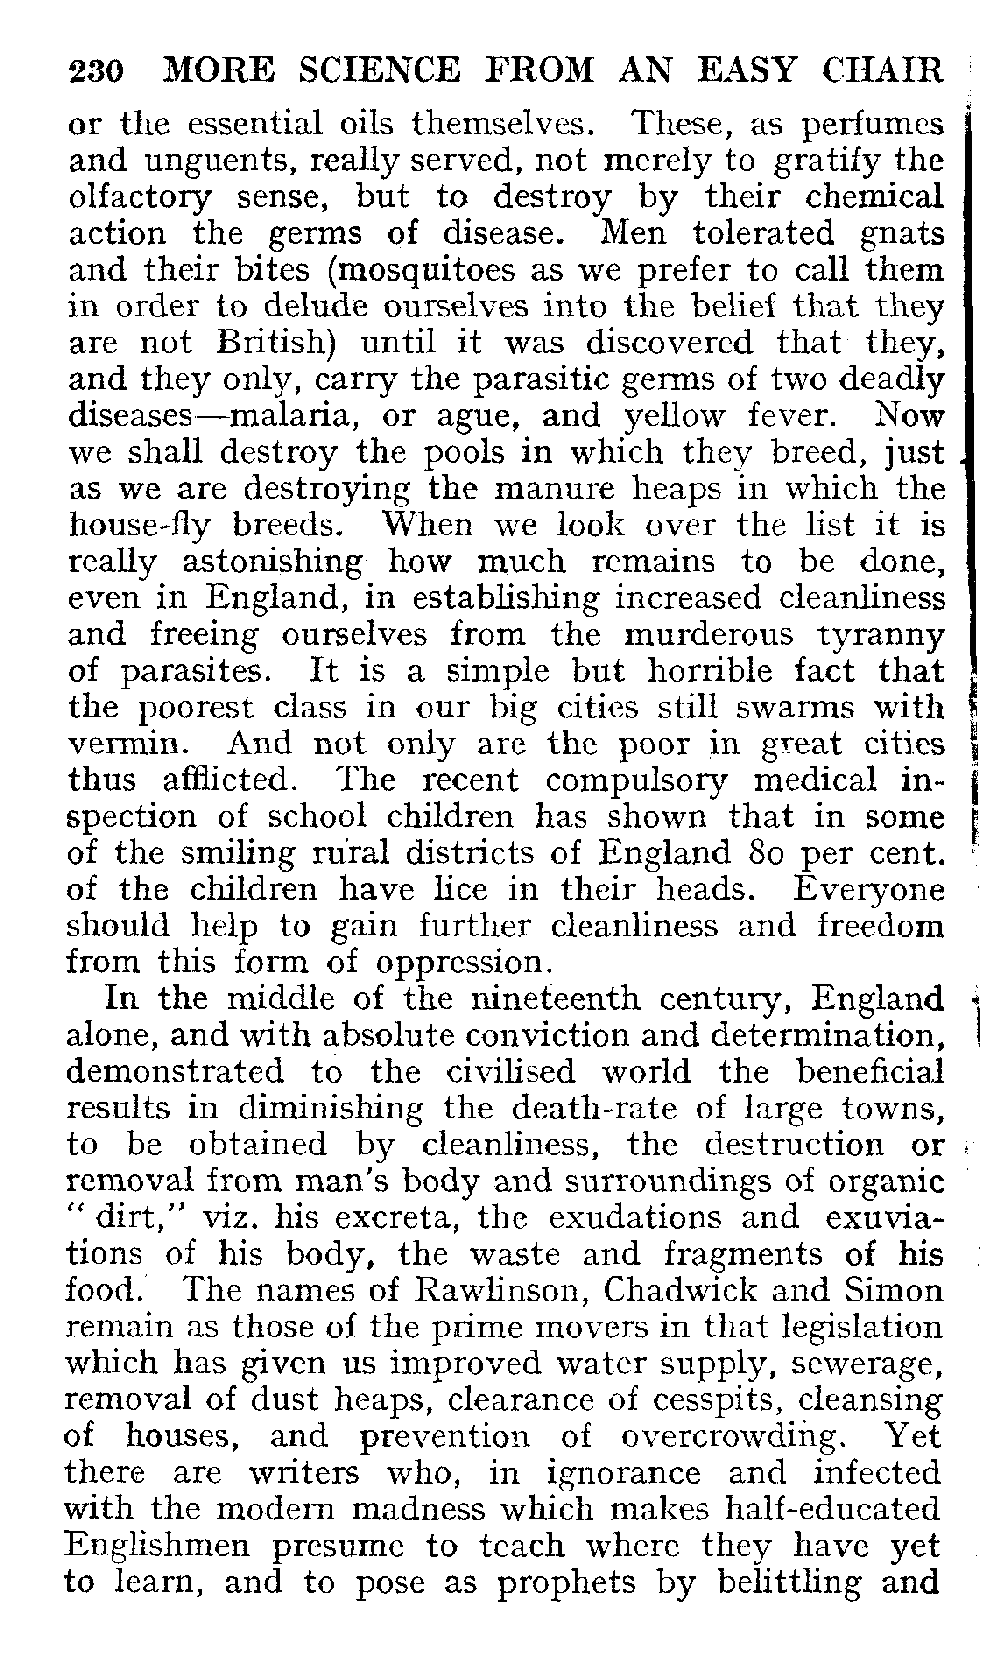 230 MORE SCIENCE FROM AN EASY CHAIR
or the essential oils themselves. These, as perfumes
and unguents, really served, not merely to gratify the
olfactory sense, but to destroy by their chemical
action the germs of disease. Men tolerated gnats
and their bites (mosquitoes as we prefer to call them
in order to delude ourselves into the belief that they
are not British) until it was discovered that they,
and they only, carry the parasitic germs of two deadly
diseases—malaria, or ague, and yellow fever. Now
we shall destroy the pools in which they breed, just
as we are destroying the manure heaps in which the
house-fly breeds. When we look over the list it is
really astonishing how much remains to be done,
even in England, in establishing increased cleanliness
and freeing ourselves from the murderous tyranny
of parasites. It is a simple but horrible fact that
the poorest class in our big cities still swarms with
vermin. And not only are the poor in great cities
thus afflicted. The recent compulsory medical in-
spection of school children has shown that in some
of the smiling rural districts of England 80 per cent.
of the children have lice in their heads. Everyone
should help to gain further cleanliness and freedom
from this form of oppression.
In the middle of the nineteenth century, England
alone, and with absolute conviction and determination,
demonstrated to the civilised world the beneficial
results in diminishing the death-rate of large towns,
to be obtained by cleanliness, the destruction or
removal from man's body and surroundings of organic
"dirt," viz. his excreta, the exudations and exuvia-
tions of his body, the waste and fragments of his
food. The names of Rawlinson, Chadwick and Simon
remain as those of the prime movers in that legislation
which has given us improved water supply, sewerage,
removal of dust heaps, clearance of cesspits, cleansing
of houses, and prevention of overcrowding. Yet
there are writers who, in ignorance and infected
with the modern madness which makes half-educated
Englishmen presume to teach where they have yet
to learn, and to pose as prophets by belittling and